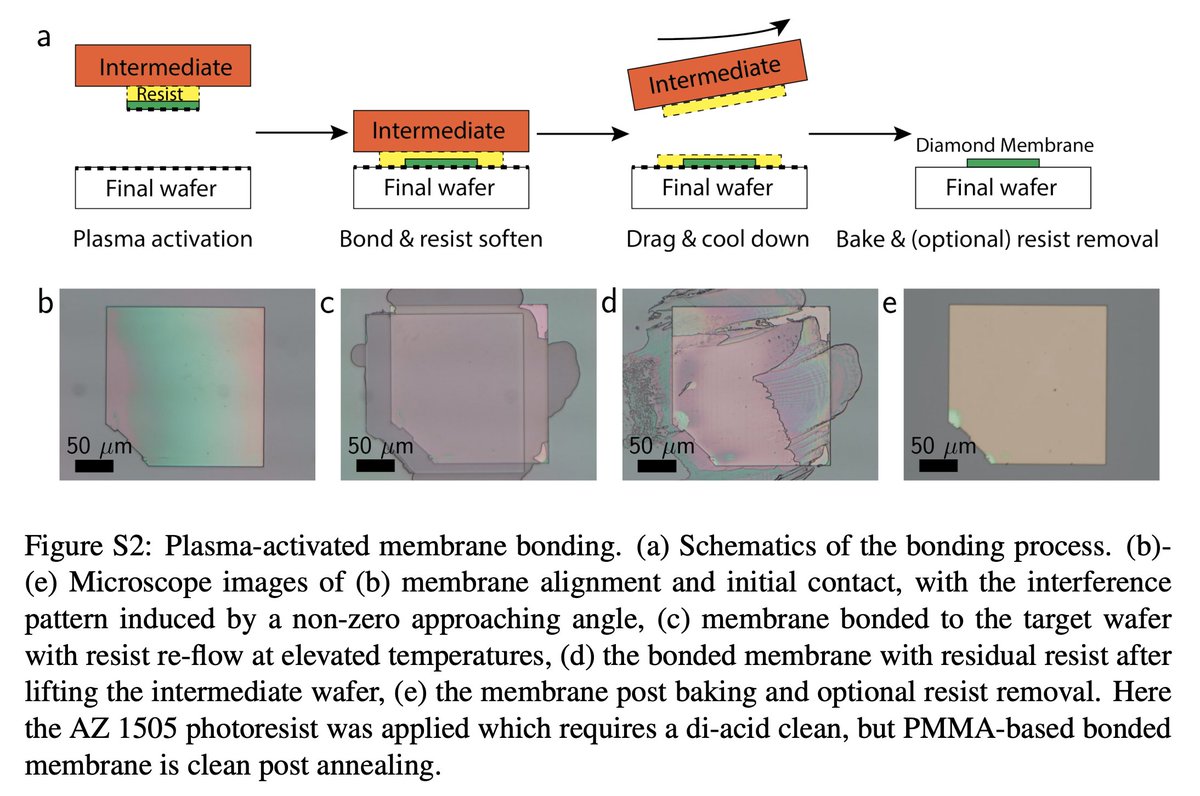 a
Intermediate
Resist
Final wafer
Plasma activation
Intermediate
Final wafer
Bond & resist soften
Intermediate
Final wafer
Drag & cool down
Diamond Membrane
Final wafer
Bake & (optional) resist removal
b
50 μm
c
50 μm
d
50 μm
e
50 μm
Figure S2: Plasma-activated membrane bonding. (a) Schematics of the bonding process. (b)-
(e) Microscope images of (b) membrane alignment and initial contact, with the interference
pattern induced by a non-zero approaching angle, (c) membrane bonded to the target wafer
with resist re-flow at elevated temperatures, (d) the bonded membrane with residual resist after
lifting the intermediate wafer, (e) the membrane post baking and optional resist removal. Here
the AZ 1505 photoresist was applied which requires a di-acid clean, but PMMA-based bonded
membrane is clean post annealing.